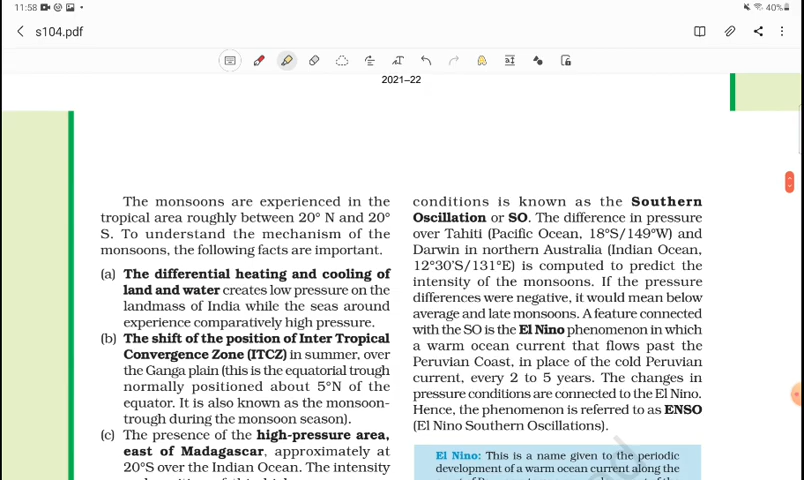 11:58
40%
s104.pdf
2021–22
The monsoons are experienced in the
tropical area roughly between 20° N and 20°
S. To understand the mechanism of the
monsoons, the following facts are important.
(a) The differential heating and cooling of
land and water creates low pressure on the
landmass of India while the seas around
experience comparatively high pressure.
(b) The shift of the position of Inter Tropical
Convergence Zone (ITCZ) in summer, over
the Ganga plain (this is the equatorial trough
normally positioned about 5°N of the
equator. It is also known as the monsoon-
trough during the monsoon season).
(c) The presence of the high-pressure area,
east of Madagascar, approximately at
20°S over the Indian Ocean. The intensity
conditions is known as the Southern
Oscillation or SO. The difference in pressure
over Tahiti (Pacific Ocean, 18°S/149°W) and
Darwin in northern Australia (Indian Ocean,
12°30'S/131°E) is computed to predict the
intensity of the monsoons. If the pressure
differences were negative, it would mean below
average and late monsoons. A feature connected
with the SO is the El Nino phenomenon in which
a warm ocean current that flows past the
Peruvian Coast, in place of the cold Peruvian
current, every 2 to 5 years. The changes in
pressure conditions are connected to the El Nino.
Hence, the phenomenon is referred to as ENSO
(El Nino Southern Oscillations).
El Nino: This is a name given to the periodic
development of a warm ocean current along the